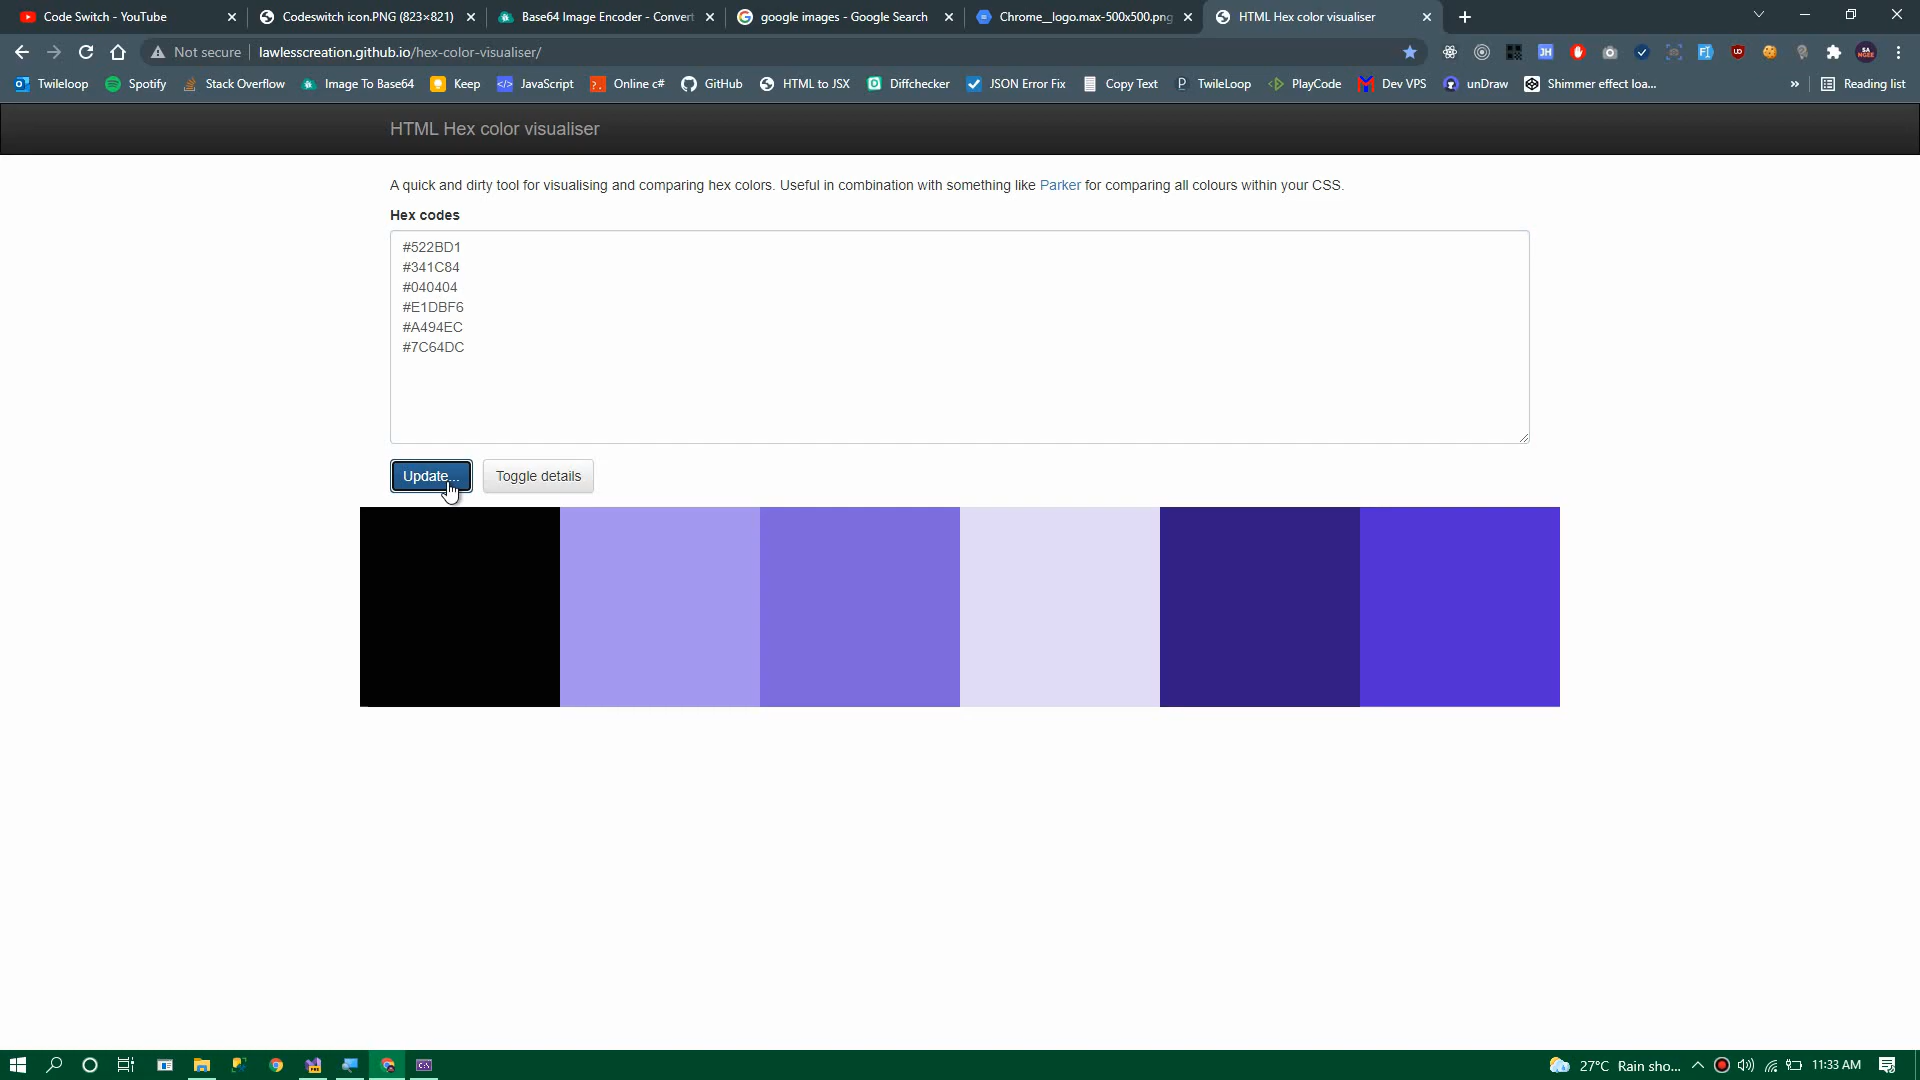 Code Switch - YouTube
Codeswitch icon.PNG (823×821)
Base64 Image Encoder - Convert
google images - Google Search
Chrome__logo.max-500x500.png
HTML Hex color visualiser
Not secure
lawlesscreation.github.io/hex-color-visualiser/
Twileloop
Spotify
Stack Overflow
Image To Base64
Keep
JavaScript
Online c#
GitHub
HTML to JSX
Diffchecker
JSON Error Fix
Copy Text
TwileLoop
PlayCode
Dev VPS
unDraw
Shimmer effect loa...
»
Reading list
HTML Hex color visualiser
A quick and dirty tool for visualising and comparing hex colors. Useful in combination with something like Parker for comparing all colours within your CSS.
Hex codes
#522BD1
#341C84
#040404
#E1DBF6
#A494EC
#7C64DC
Update...
Toggle details
27°C Rain sho...
11:33 AM